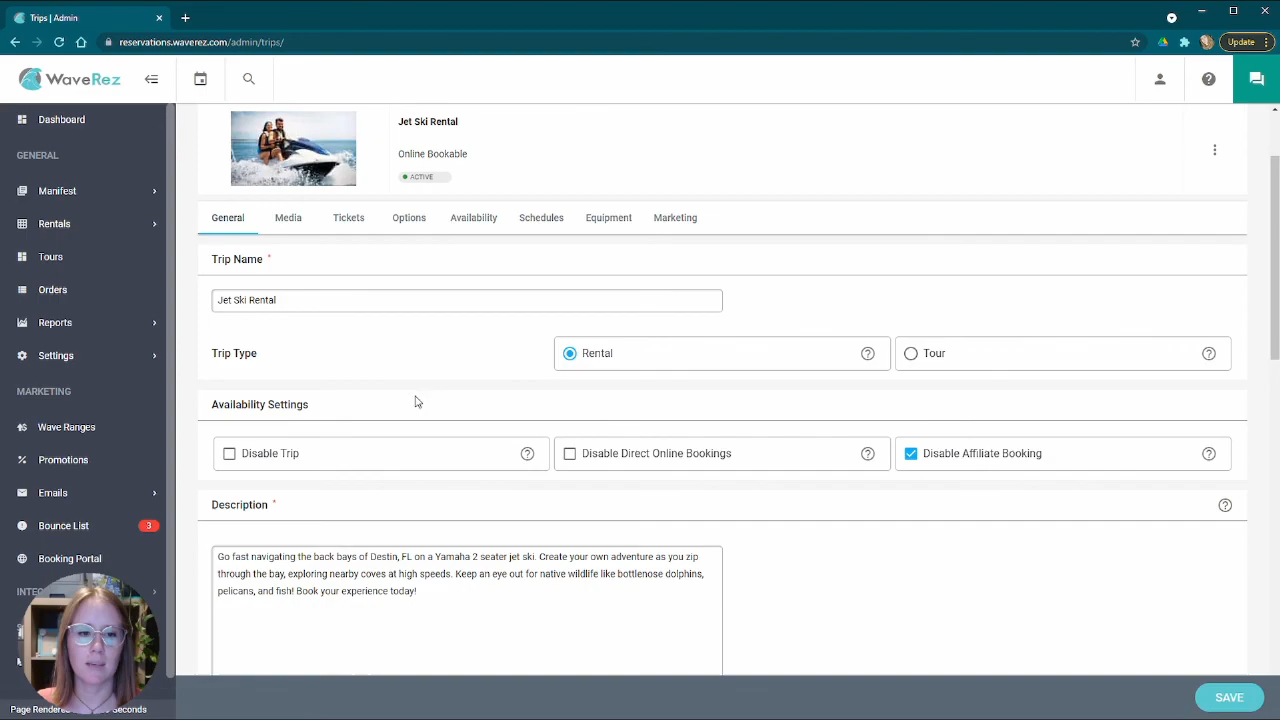 Trips | Admin
reservations.waverez.com/admin/trips/
Update
WaveRez
Dashboard
GENERAL
Manifest
Rentals
Tours
Orders
Reports
Settings
MARKETING
Wave Ranges
Promotions
Emails
Bounce List
3
Booking Portal
Page Rendere
Seconds
Jet Ski Rental
Online Bookable
ACTIVE
General Media Tickets Options Availability Schedules Equipment Marketing
Trip Name *
Jet Ski Rental
Trip Type
Rental
Tour
Availability Settings
Disable Trip
Disable Direct Online Bookings
Disable Affiliate Booking
Description *
Go fast navigating the back bays of Destin, FL on a Yamaha 2 seater jet ski. Create your own adventure as you zip
through the bay, exploring nearby coves at high speeds. Keep an eye out for native wildlife like bottlenose dolphins,
pelicans, and fish! Book your experience today!
SAVE